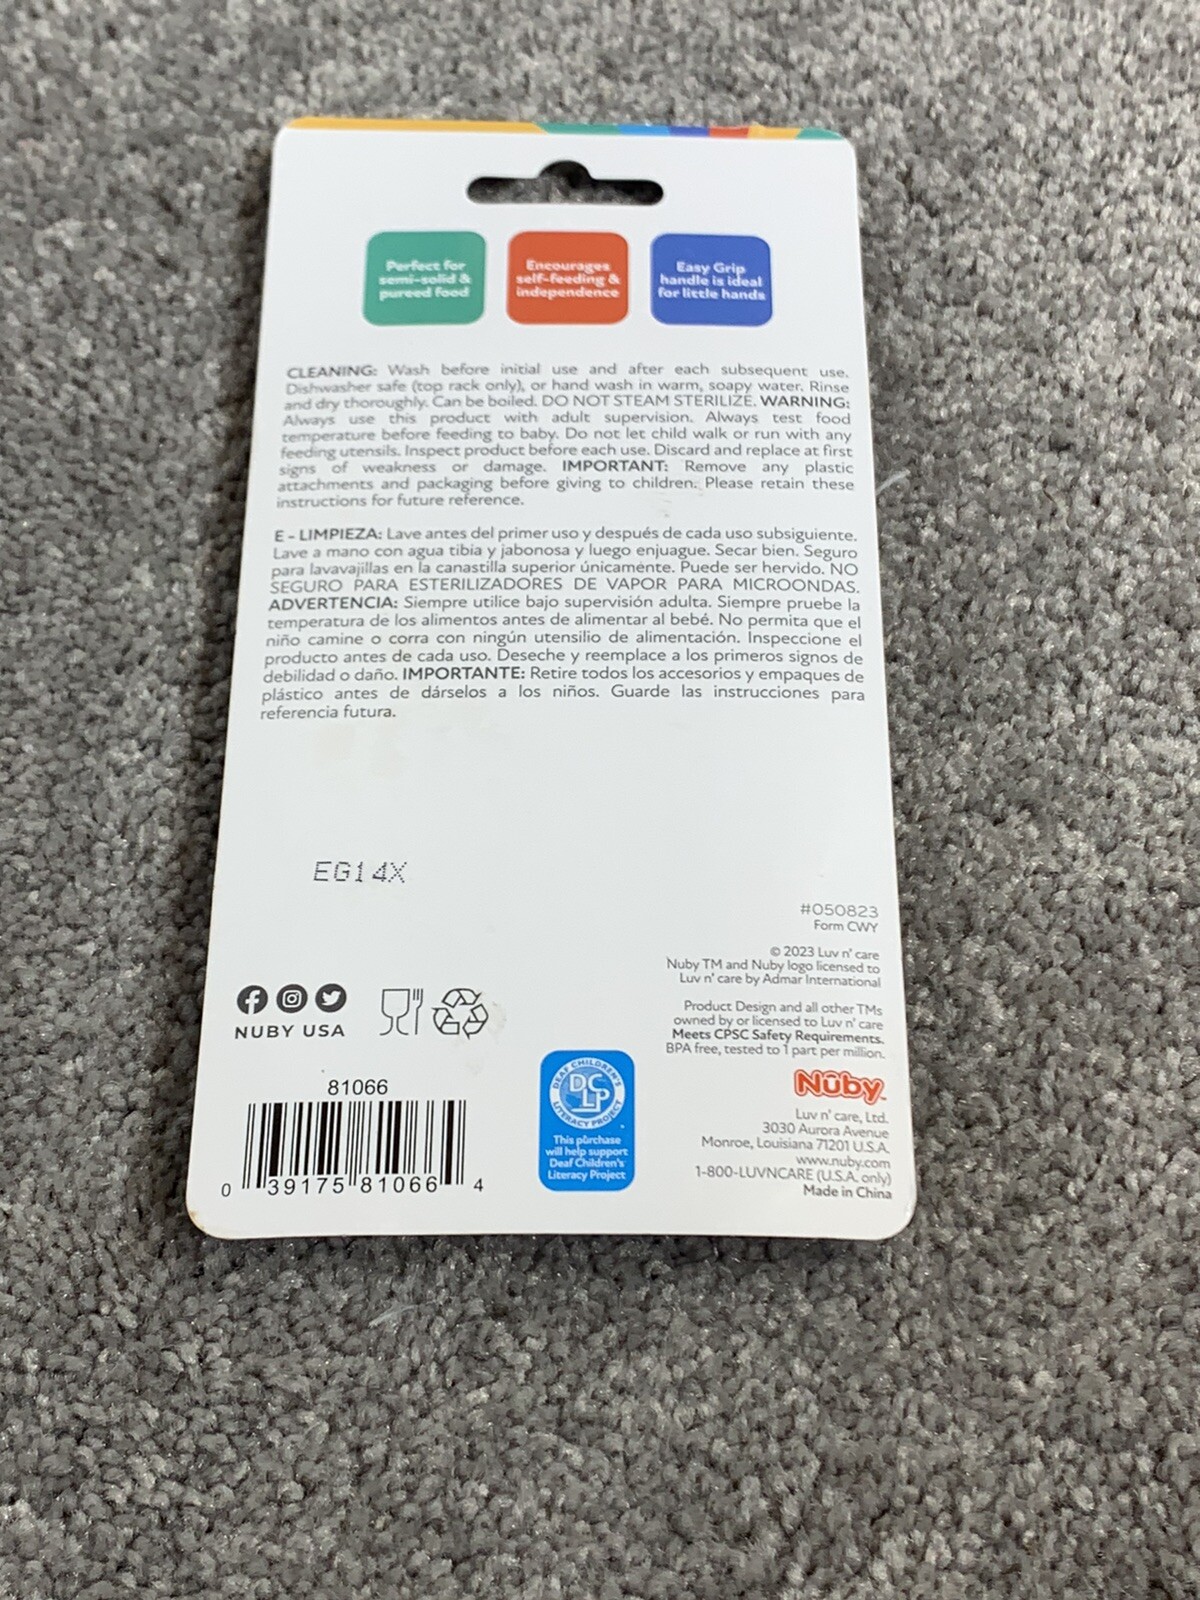 Perfect for
semi-solid &
pureed food
Encourages
self-feeding &
independence
Easy Grip
handle is ideal
for little hands
CLEANING: Wash before initial use and after each subsequent use.
Dishwasher safe (top rack only), or hand wash in warm, soapy water. Rinse
and dry thoroughly. Can be boiled. DO NOT STEAM STERILIZE. WARNING:
Always use this product with adult supervision. Always test food
temperature before feeding to baby. Do not let child walk or run with any
feeding utensils. Inspect product before each use. Discard and replace at first
signs of weakness or damage. IMPORTANT: Remove any plastic
attachments and packaging before giving to children. Please retain these
instructions for future reference.
E - LIMPIEZA: Lave antes del primer uso y después de cada uso subsiguiente.
Lave a mano con agua tibia y jabonosa y luego enjuague. Secar bien. Seguro
para lavavajillas en la canastilla superior únicamente. Puede ser hervido. NO
SEGURO PARA ESTERILIZADORES DE VAPOR PARA MICROONDAS.
ADVERTENCIA: Siempre utilice bajo supervisión adulta. Siempre pruebe la
temperatura de los alimentos antes de alimentar al bebé. No permita que el
niño camine o corra con ningún utensilio de alimentación. Inspeccione el
producto antes de cada uso. Deseche y reemplace a los primeros signos de
debilidad o daño. IMPORTANTE: Retire todos los accesorios y empaques de
plástico antes de dárselos a los niños. Guarde las instrucciones para
referencia futura.
EG14X
#050823
Form CWY
© 2023 Luv n' care
Nuby TM and Nuby logo licensed to
Luv n' care by Admar International
Product Design and all other TMs
owned by or licensed to Luv n' care
Meets CPSC Safety Requirements.
BPA free, tested to 1 part per million.
NUBY USA
81066
0 39175 81066 4
DEAF CHILDREN'S
DCLP
LITERACY PROJECT
This purchase
will help support
Deaf Children's
Literacy Project
Nûby
Luv n' care, Ltd.
3030 Aurora Avenue
Monroe, Louisiana 71201 U.S.A.
www.nuby.com
1-800-LUVNCARE (U.S.A. only)
Made in China